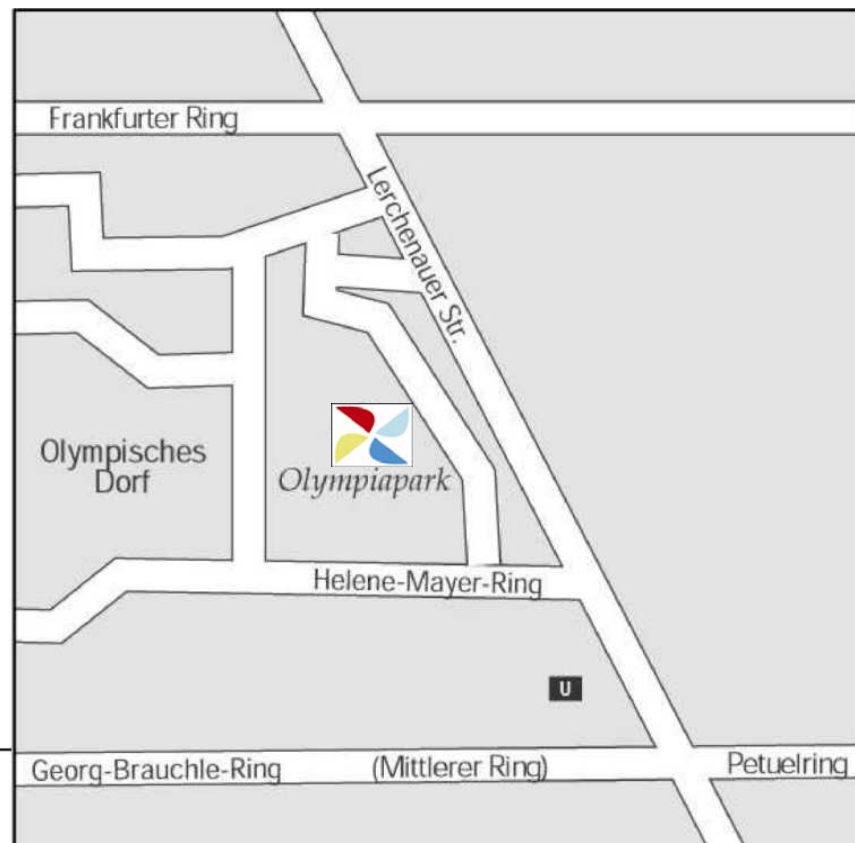 Frankfurter Ring
Lerchenauer Str.
Olympisches
Dorf
Olympiapark
Helene-Mayer-Ring
U
Georg-Brauchle-Ring (Mittlerer Ring) Petuelring